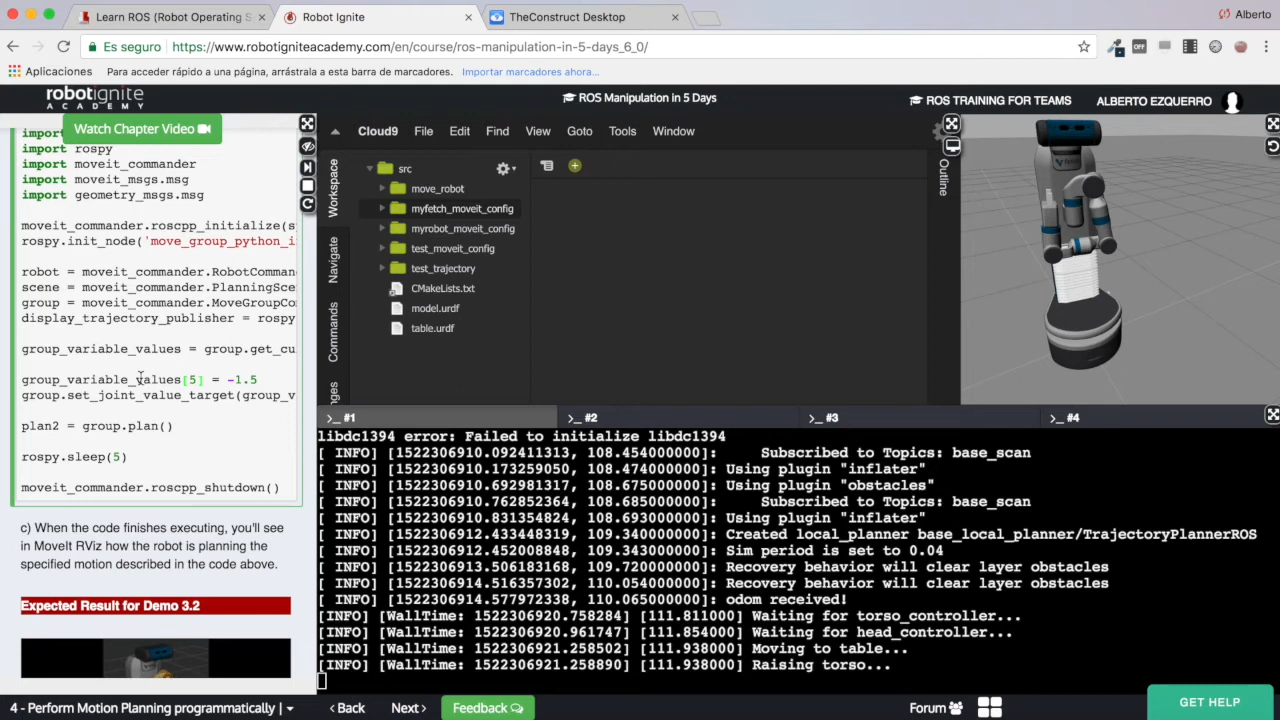 Learn ROS (Robot Operating S
Robot Ignite
TheConstruct Desktop
Alberto
Es seguro
https://www.robotigniteacademy.com/en/course/ros-manipulation-in-5-days_6_0/
OFF
Aplicaciones
Para acceder rápido a una página, arrástrala a esta barra de marcadores.
Importar marcadores ahora...
robotignite
ACADEMY
ROS Manipulation in 5 Days
ROS TRAINING FOR TEAMS
ALBERTO EZQUERRO
Watch Chapter Video
import
import rospy
import moveit_commander
import moveit_msgs.msg
import geometry_msgs.msg
moveit_commander.roscpp_initialize(s
rospy.init_node('move_group_python_i
robot = moveit_commander.RobotComman
scene = moveit_commander.PlanningSce
group = moveit_commander.MoveGroupCo
display_trajectory_publisher = rospy
group_variable_values = group.get_cu
group_variable_values[5] = -1.5
group.set_joint_value_target(group_v
plan2 = group.plan()
rospy.sleep(5)
moveit_commander.roscpp_shutdown()
c) When the code finishes executing, you'll see
in MoveIt RViz how the robot is planning the
specified motion described in the code above.
Expected Result for Demo 3.2
Cloud9
File
Edit
Find
View
Goto
Tools
Window
Workspace
Navigate
Commands
nges
src
move_robot
myfetch_moveit_config
myrobot_moveit_config
test_moveit_config
test_trajectory
CMakeLists.txt
model.urdf
table.urdf
Outline
>_ #1
>_ #2
>_ #3
>_ #4
libdc1394 error: Failed to initialize libdc1394
[ INFO] [1522306910.092411313, 108.454000000]: Subscribed to Topics: base_scan
[ INFO] [1522306910.173259050, 108.474000000]: Using plugin "inflater"
[ INFO] [1522306910.692981317, 108.675000000]: Using plugin "obstacles"
[ INFO] [1522306910.762852364, 108.685000000]: Subscribed to Topics: base_scan
[ INFO] [1522306910.831354824, 108.693000000]: Using plugin "inflater"
[ INFO] [1522306912.433448319, 109.340000000]: Created local_planner base_local_planner/TrajectoryPlannerROS
[ INFO] [1522306912.452008848, 109.343000000]: Sim period is set to 0.04
[ INFO] [1522306913.506183168, 109.720000000]: Recovery behavior will clear layer obstacles
[ INFO] [1522306914.516357302, 110.054000000]: Recovery behavior will clear layer obstacles
[ INFO] [1522306914.577972338, 110.065000000]: odom received!
[INFO] [WallTime: 1522306920.758284] [111.811000] Waiting for torso_controller...
[INFO] [WallTime: 1522306920.961747] [111.854000] Waiting for head_controller...
[INFO] [WallTime: 1522306921.258502] [111.938000] Moving to table...
[INFO] [WallTime: 1522306921.258890] [111.938000] Raising torso...
4 - Perform Motion Planning programmatically |
Back
Next
Feedback
Forum
GET HELP